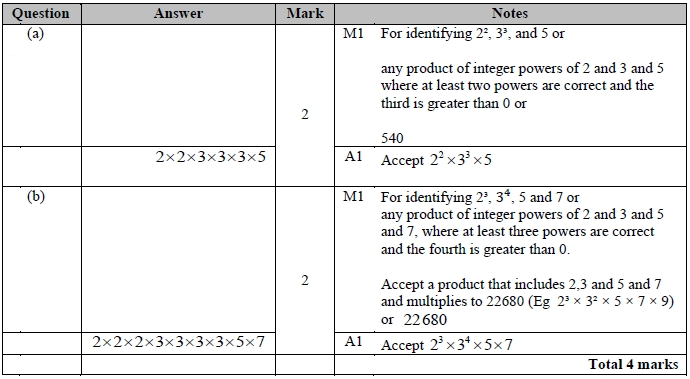 Question Answer Mark Notes
(a) M1 For identifying 2², 3³, and 5 or
any product of integer powers of 2 and 3 and 5
where at least two powers are correct and the
third is greater than 0 or
2
540
2×2×3×3×3×5 A1 Accept 2² ×3³ ×5
(b) M1 For identifying 2³, 3⁴, 5 and 7 or
any product of integer powers of 2 and 3 and 5
and 7, where at least three powers are correct
and the fourth is greater than 0.
2 Accept a product that includes 2,3 and 5 and 7
and multiplies to 22680 (Eg 2³ × 3² × 5 × 7 × 9)
or 22680
2×2×2×3×3×3×3×5×7 A1 Accept 2³ ×3⁴ ×5×7
Total 4 marks